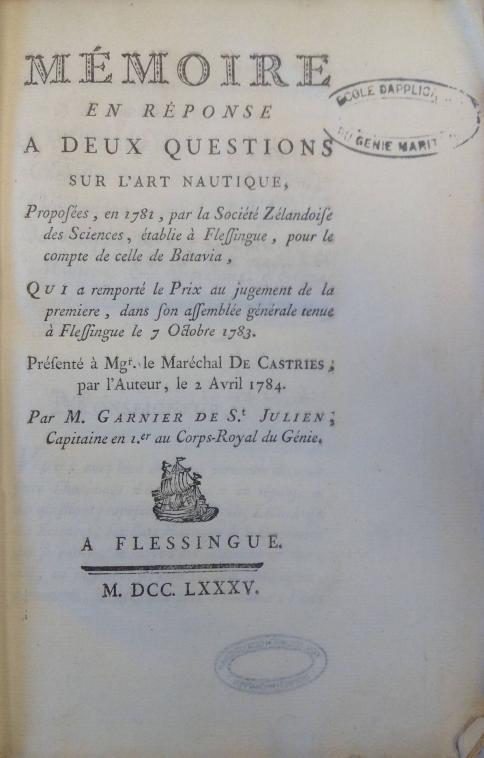 MÉMOIRE
EN RÉPONSE
A DEUX QUESTIONS
SUR L'ART NAUTIQUE,
Propoſées, en 1781, par la Société Zélandoiſe
des Sciences, établie à Fleſſingue, pour le
compte de celle de Batavia,
QUI a remporté le Prix au jugement de la
premiere, dans ſon aſſemblée générale tenue
à Fleſſingue le 7 Octobre 1783.
Préſenté à Mgr. le Maréchal DE CASTRIES;
par l'Auteur, le 2 Avril 1784.
Par M. GARNIER DE S.t JULIEN;
Capitaine en 1.er au Corps-Royal du Génie.
A FLESSINGUE.
M. DCC. LXXXV.
ÉCOLE D'APPLICA
DU GÉNIE MARIT